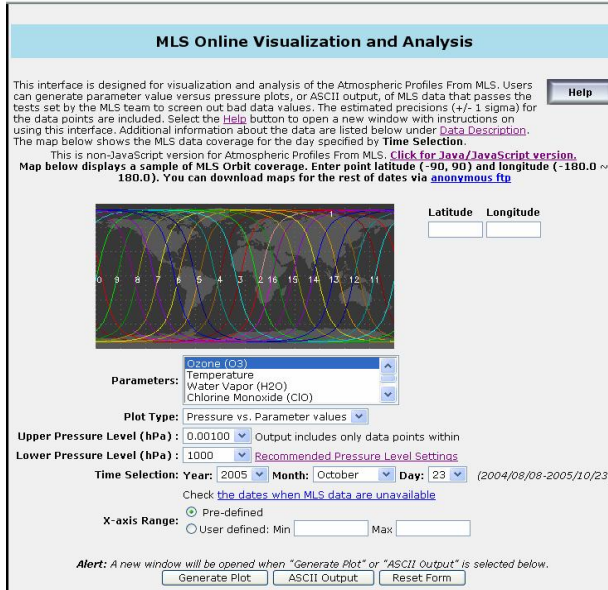 MLS Online Visualization and Analysis
This interface is designed for visualization and analysis of the Atmospheric Profiles From MLS. Users
can generate parameter value versus pressure plots, or ASCII output, of MLS data that passes the
tests set by the MLS team to screen out bad data values. The estimated precisions (+/- 1 sigma) for
the data points are included. Select the Help button to open a new window with instructions on
using this interface. Additional information about the data are listed below under Data Description.
The map below shows the MLS data coverage for the day specified by Time Selection.
Help
This is non-JavaScript version for Atmospheric Profiles From MLS. Click for Java/JavaScript version.
Map below displays a sample of MLS Orbit coverage. Enter point latitude (-90, 90) and longitude (-180.0 ~
180.0). You can download maps for the rest of dates via anonymous ftp
Latitude Longitude
1
0 9 8 7 6 5 4 3 2 16 15 14 13 12 11
Parameters:
Ozone (O3)
Temperature
Water Vapor (H2O)
Chlorine Monoxide (ClO)
Plot Type: Pressure vs. Parameter values
Upper Pressure Level (hPa) : 0.00100 Output includes only data points within
Lower Pressure Level (hPa) : 1000 Recommended Pressure Level Settings
Time Selection: Year: 2005 Month: October Day: 23 (2004/08/08-2005/10/23
Check the dates when MLS data are unavailable
X-axis Range:
Pre-defined
User defined: Min Max
Alert: A new window will be opened when "Generate Plot" or "ASCII Output" is selected below.
Generate Plot ASCII Output Reset Form